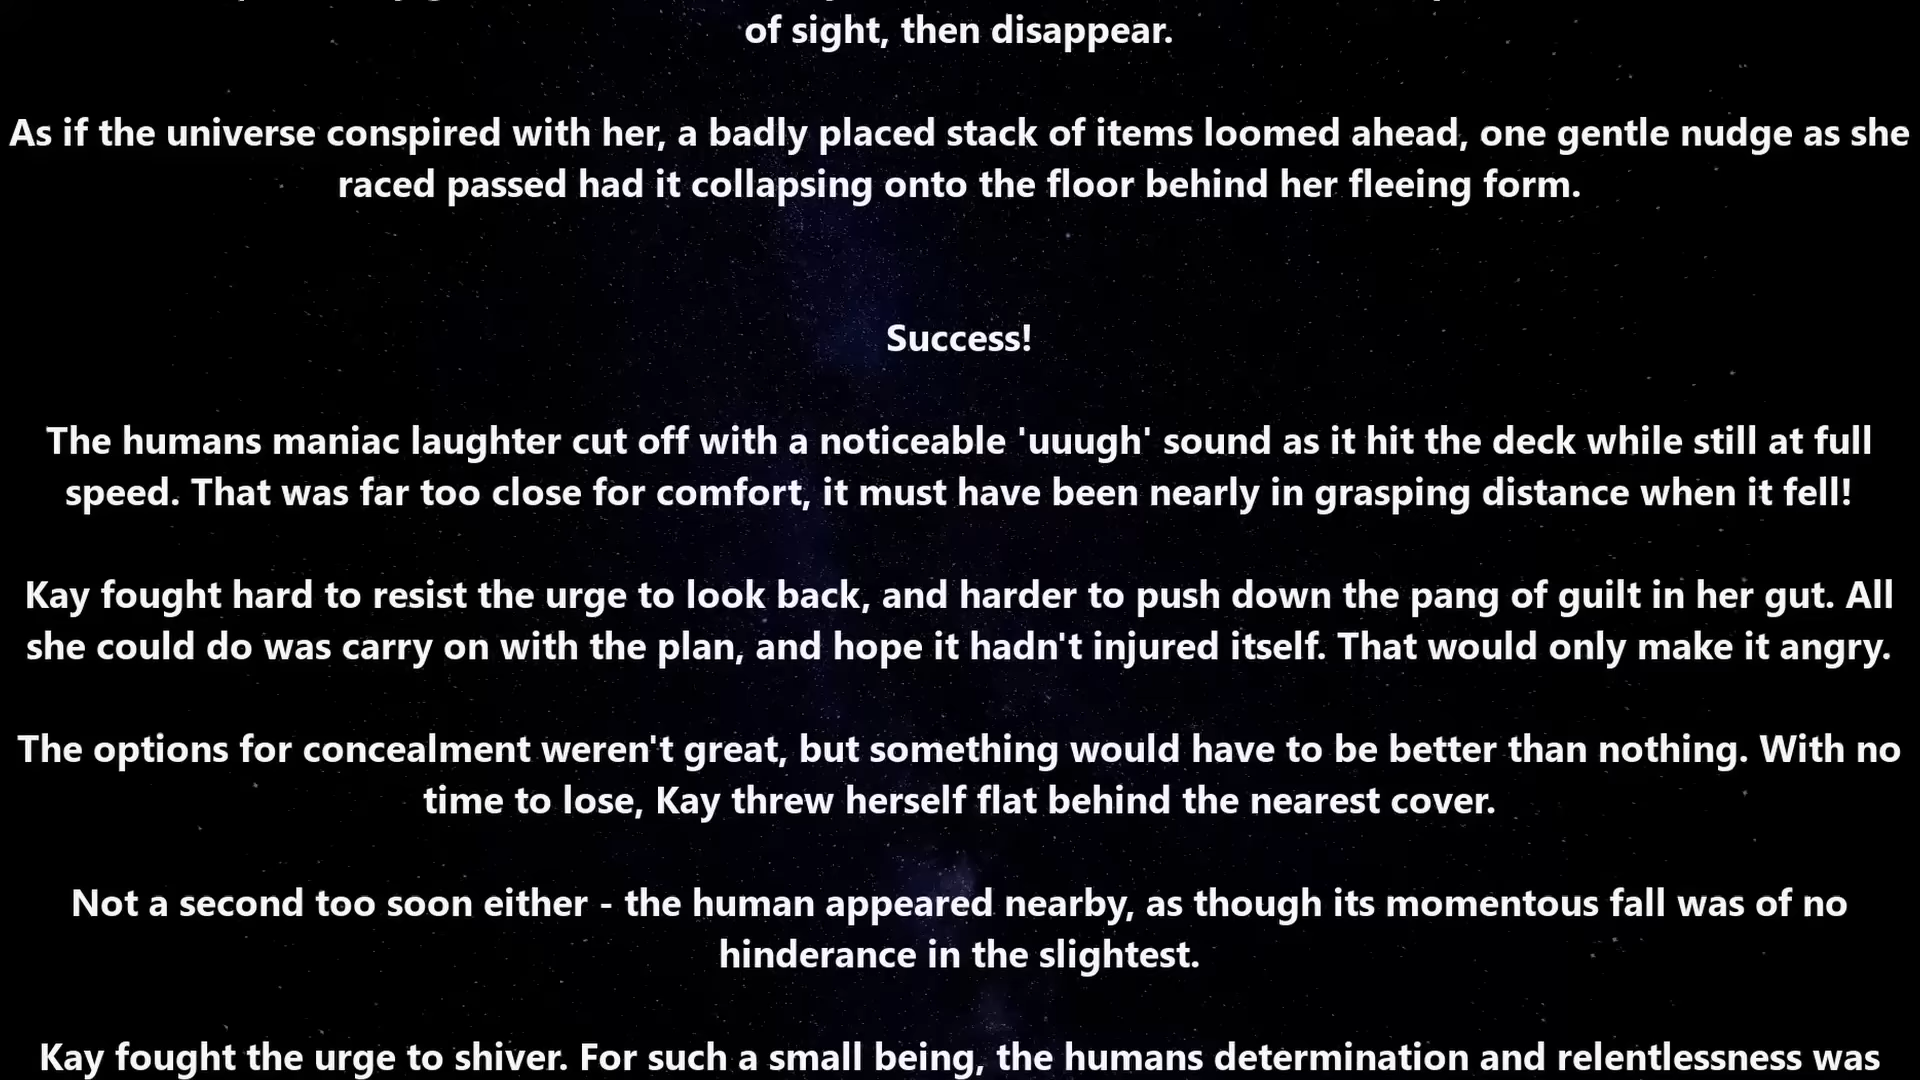 of sight, then disappear.
As if the universe conspired with her, a badly placed stack of items loomed ahead, one gentle nudge as she
raced passed had it collapsing onto the floor behind her fleeing form.
Success!
The humans maniac laughter cut off with a noticeable 'uuugh' sound as it hit the deck while still at full
speed. That was far too close for comfort, it must have been nearly in grasping distance when it fell!
Kay fought hard to resist the urge to look back, and harder to push down the pang of guilt in her gut. All
she could do was carry on with the plan, and hope it hadn't injured itself. That would only make it angry.
The options for concealment weren't great, but something would have to be better than nothing. With no
time to lose, Kay threw herself flat behind the nearest cover.
Not a second too soon either - the human appeared nearby, as though its momentous fall was of no
hinderance in the slightest.
Kay fought the urge to shiver. For such a small being, the humans determination and relentlessness was